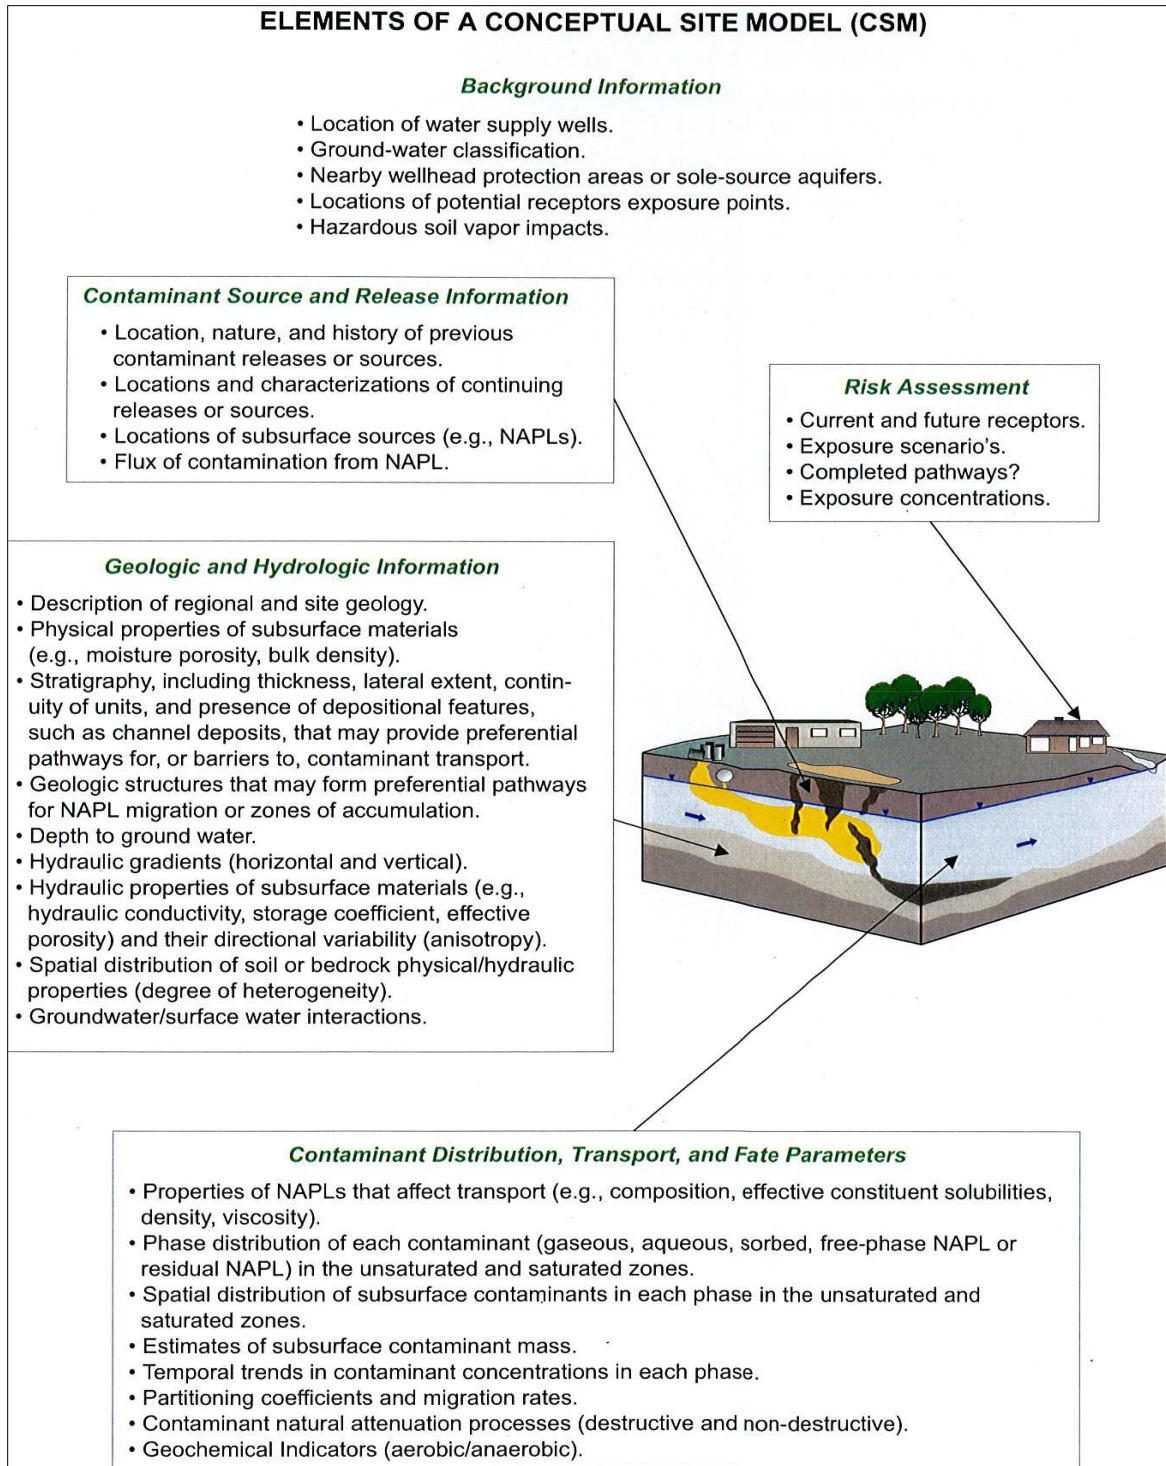 ELEMENTS OF A CONCEPTUAL SITE MODEL (CSM)
Background Information
• Location of water supply wells.
• Ground-water classification.
• Nearby wellhead protection areas or sole-source aquifers.
• Locations of potential receptors exposure points.
• Hazardous soil vapor impacts.
Contaminant Source and Release Information
• Location, nature, and history of previous
contaminant releases or sources.
• Locations and characterizations of continuing
releases or sources.
• Locations of subsurface sources (e.g., NAPLs).
• Flux of contamination from NAPL.
Risk Assessment
• Current and future receptors.
• Exposure scenario's.
• Completed pathways?
• Exposure concentrations.
Geologic and Hydrologic Information
• Description of regional and site geology.
• Physical properties of subsurface materials
(e.g., moisture porosity, bulk density).
• Stratigraphy, including thickness, lateral extent, contin-
uity of units, and presence of depositional features,
such as channel deposits, that may provide preferential
pathways for, or barriers to, contaminant transport.
• Geologic structures that may form preferential pathways
for NAPL migration or zones of accumulation.
• Depth to ground water.
• Hydraulic gradients (horizontal and vertical).
• Hydraulic properties of subsurface materials (e.g.,
hydraulic conductivity, storage coefficient, effective
porosity) and their directional variability (anisotropy).
• Spatial distribution of soil or bedrock physical/hydraulic
properties (degree of heterogeneity).
• Groundwater/surface water interactions.
Contaminant Distribution, Transport, and Fate Parameters
• Properties of NAPLs that affect transport (e.g., composition, effective constituent solubilities,
density, viscosity).
• Phase distribution of each contaminant (gaseous, aqueous, sorbed, free-phase NAPL or
residual NAPL) in the unsaturated and saturated zones.
• Spatial distribution of subsurface contaminants in each phase in the unsaturated and
saturated zones.
• Estimates of subsurface contaminant mass.
• Temporal trends in contaminant concentrations in each phase.
• Partitioning coefficients and migration rates.
• Contaminant natural attenuation processes (destructive and non-destructive).
• Geochemical Indicators (aerobic/anaerobic).